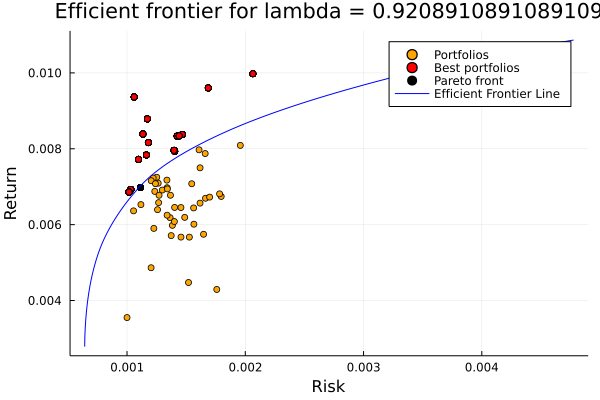 Efficient frontier for lambda = 0.9208910891089109
Portfolios
Best portfolios
Pareto front
Efficient Frontier Line
0.010
0.008
0.006
0.004
Return
0.001
0.002
0.003
0.004
Risk